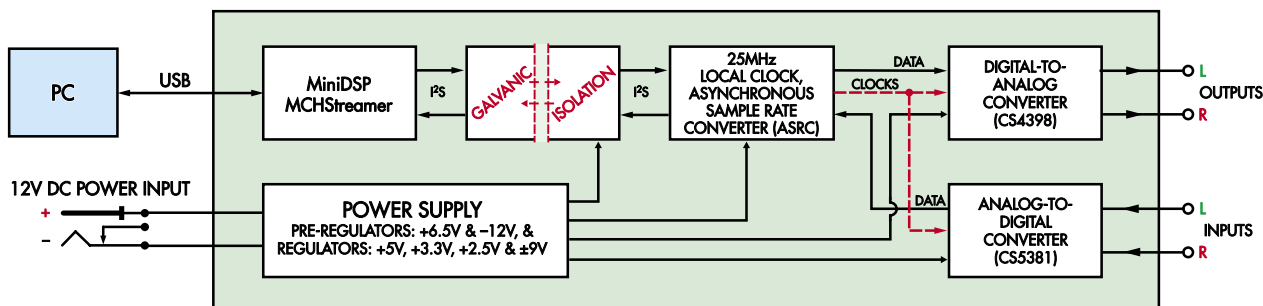 PC
USB
MiniDSP
MCHStreamer
I²S
GALVANIC
ISOLATION
I²S
25MHz
LOCAL CLOCK,
ASYNCHRONOUS
SAMPLE RATE
CONVERTER (ASRC)
DATA
CLOCKS
DIGITAL-TO-
ANALOG
CONVERTER
(CS4398)
L
OUTPUTS
R
12V DC POWER INPUT
+
–
POWER SUPPLY
PRE-REGULATORS: +6.5V & –12V, &
REGULATORS: +5V, +3.3V, +2.5V & ±9V
DATA
ANALOG-TO-
DIGITAL
CONVERTER
(CS5381)
L
INPUTS
R